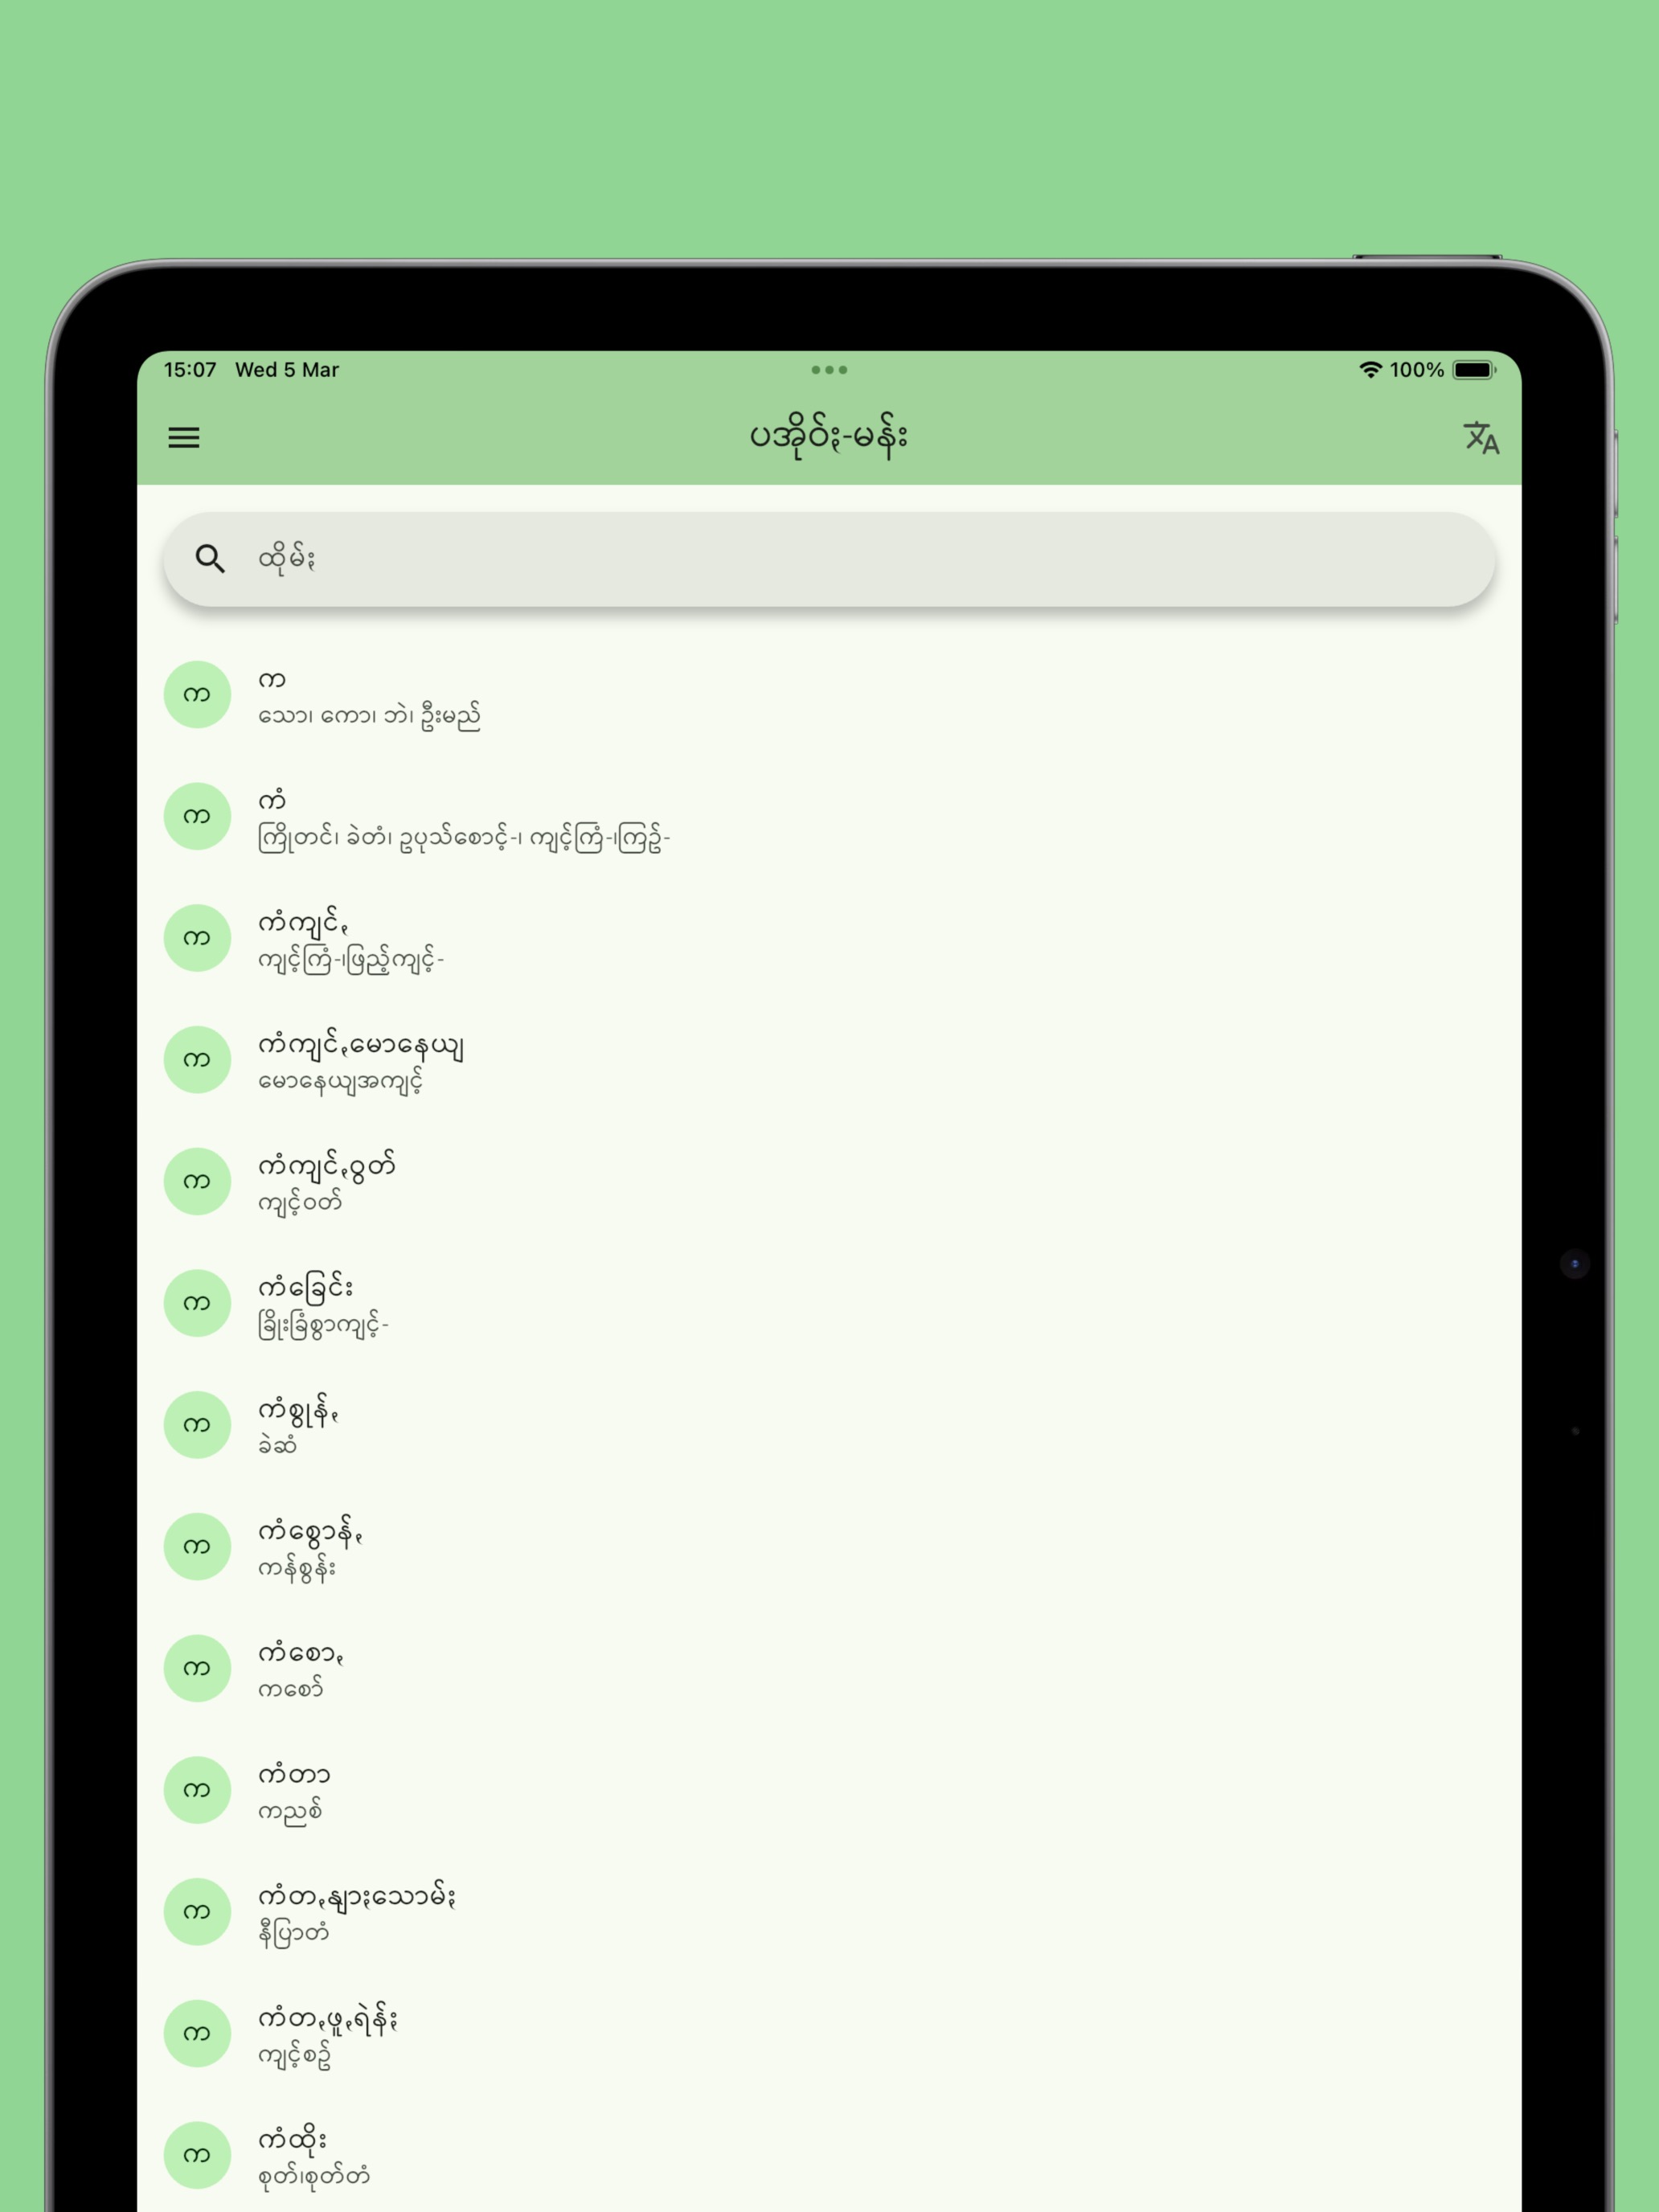 15:07 Wed 5 Mar 100%
ပအိုဝ်ႏ-မန်း
ထိုမ်ႏ
က
က
သော၊ ကော၊ ဘဲ၊ ဦးမည်
က
ကံ
ကြိုတင်၊ ခဲတံ၊ ဥပုသ်စောင့်-၊ ကျင့်ကြံ-၊ကြဥ်-
က
ကံကျင်ႇ
ကျင့်ကြံ-၊ဖြည့်ကျင့်-
က
ကံကျင်ႇမောနေယျ
မောနေယျအကျင့်
က
ကံကျင်ႇဝွတ်
ကျင့်ဝတ်
က
ကံခြေင်း
ခြိုးခြံစွာကျင့်-
က
ကံစွုန်ႇ
ခဲဆံ
က
ကံစွောန်ႇ
ကန်စွန်း
က
ကံစောႇ
ကစော်
က
ကံတာ
ကညစ်
က
ကံတႇနျားႏသောမ်ႏ
နီပြာတံ
က
ကံတႇဖူႇရဲန်ႏ
ကျင့်စဥ်
က
ကံထိုး
စုတ်၊စုတ်တံ